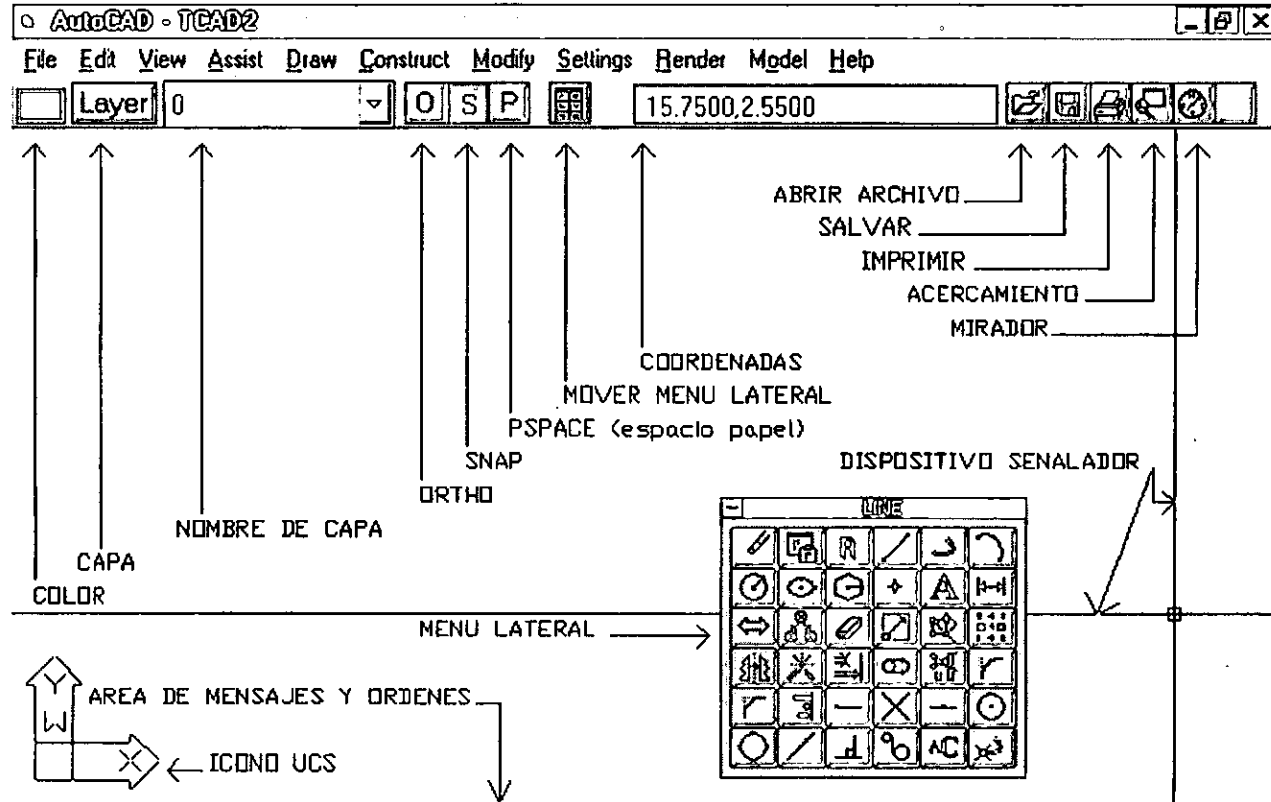 AutoCAD - TCAD2
File Edit View Assist Draw Construct Modify Settings Render Model Help
Layer 0 O S P 15.7500,2.5500
ABRIR ARCHIVO
SALVAR
IMPRIMIR
ACERCAMIENTO
MIRADOR
COORDENADAS
MOVER MENU LATERAL
PSPACE (espacio papel)
SNAP
DISPOSITIVO SENALADOR
ORTHO
LINE
NOMBRE DE CAPA
R
CAPA
A
COLOR
MENU LATERAL
Y
AREA DE MENSAJES Y ORDENES
W
X
ICONO UCS